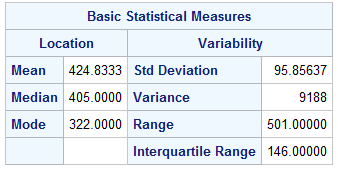 Basic Statistical Measures
Location Variability
Mean 424.8333 Std Deviation 95.85637
Median 405.0000 Variance 9188
Mode 322.0000 Range 501.00000
Interquartile Range 146.00000